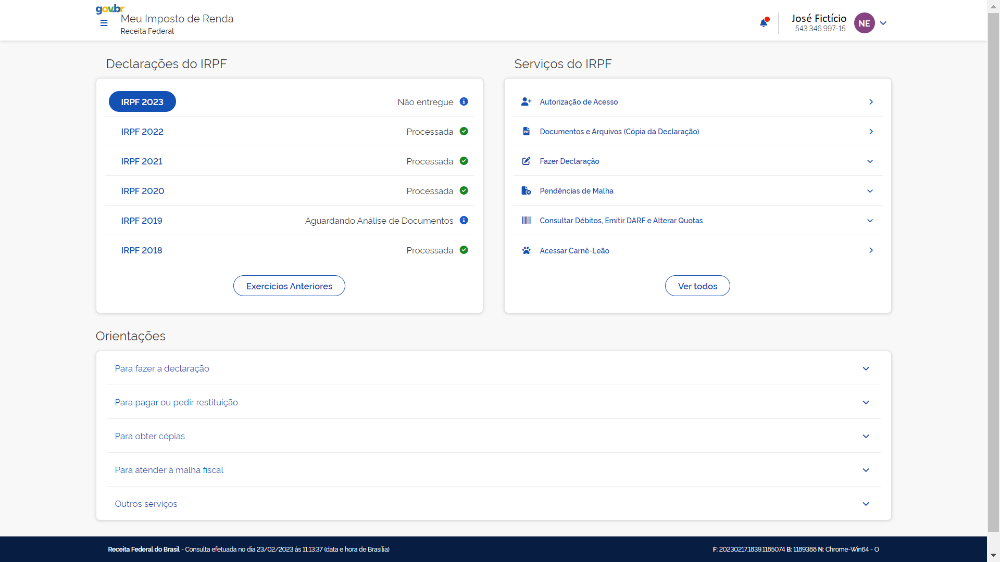 gov.br
Meu Imposto de Renda
Receita Federal
José Fictício
543.346.997-15
NE
Declarações do IRPF
IRPF 2023 Não entregue
IRPF 2022 Processada
IRPF 2021 Processada
IRPF 2020 Processada
IRPF 2019 Aguardando Análise de Documentos
IRPF 2018 Processada
Exercícios Anteriores
Serviços do IRPF
Autorização de Acesso
PDF Documentos e Arquivos (Cópia da Declaração)
Fazer Declaração
Pendências de Malha
Consultar Débitos, Emitir DARF e Alterar Quotas
Acessar Carnê-Leão
Ver todos
Orientações
Para fazer a declaração
Para pagar ou pedir restituição
Para obter cópias
Para atender à malha fiscal
Outros serviços
Receita Federal do Brasil - Consulta efetuada no dia 23/02/2023 às 11:13:37 (data e hora de Brasília)
F: 20230217.1839.1185074 B: 1189388 N: Chrome-Win64 - O